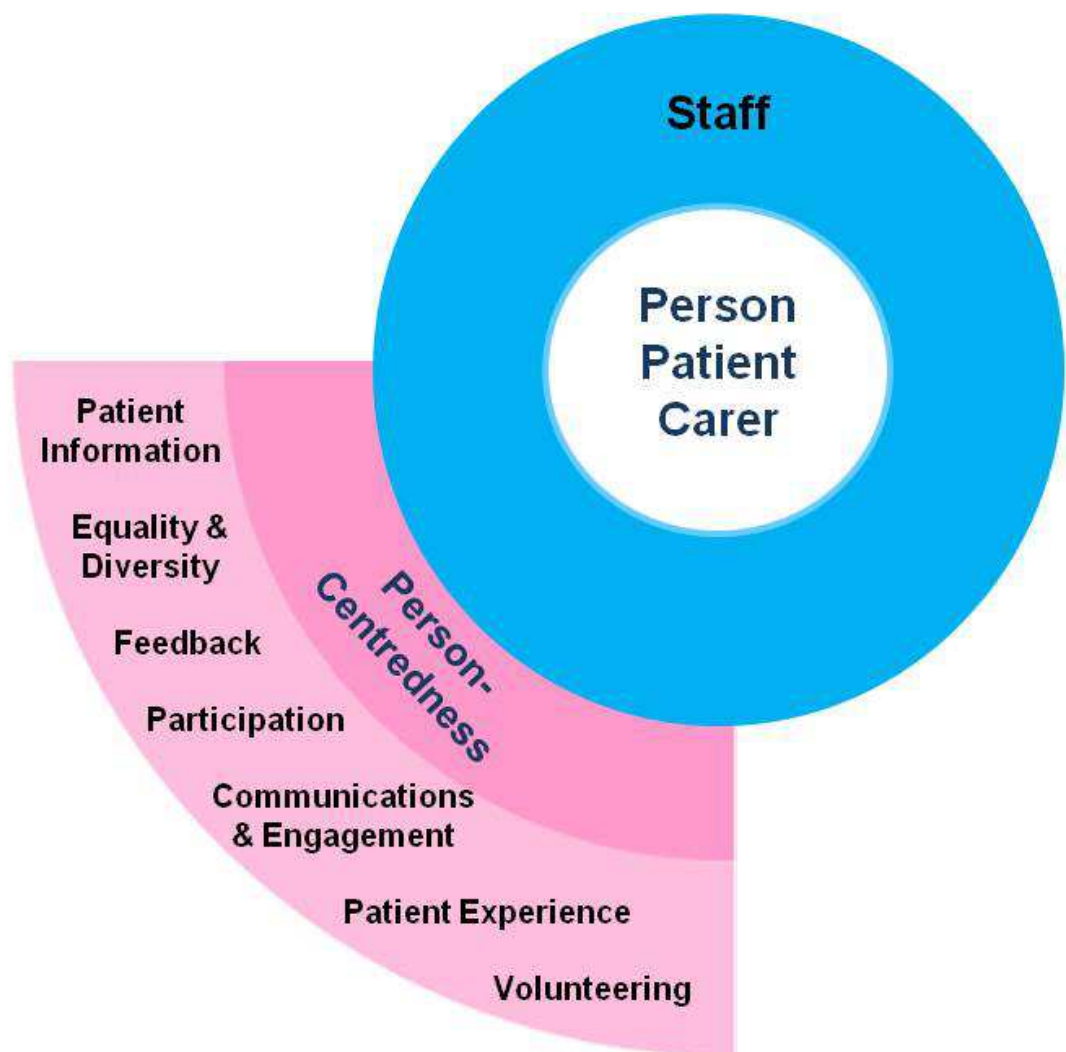 Staff
Person
Patient
Carer
Patient
Information
Equality &
Diversity
Feedback
Participation
Communications
& Engagement
Patient Experience
Volunteering
Person-
Centredness